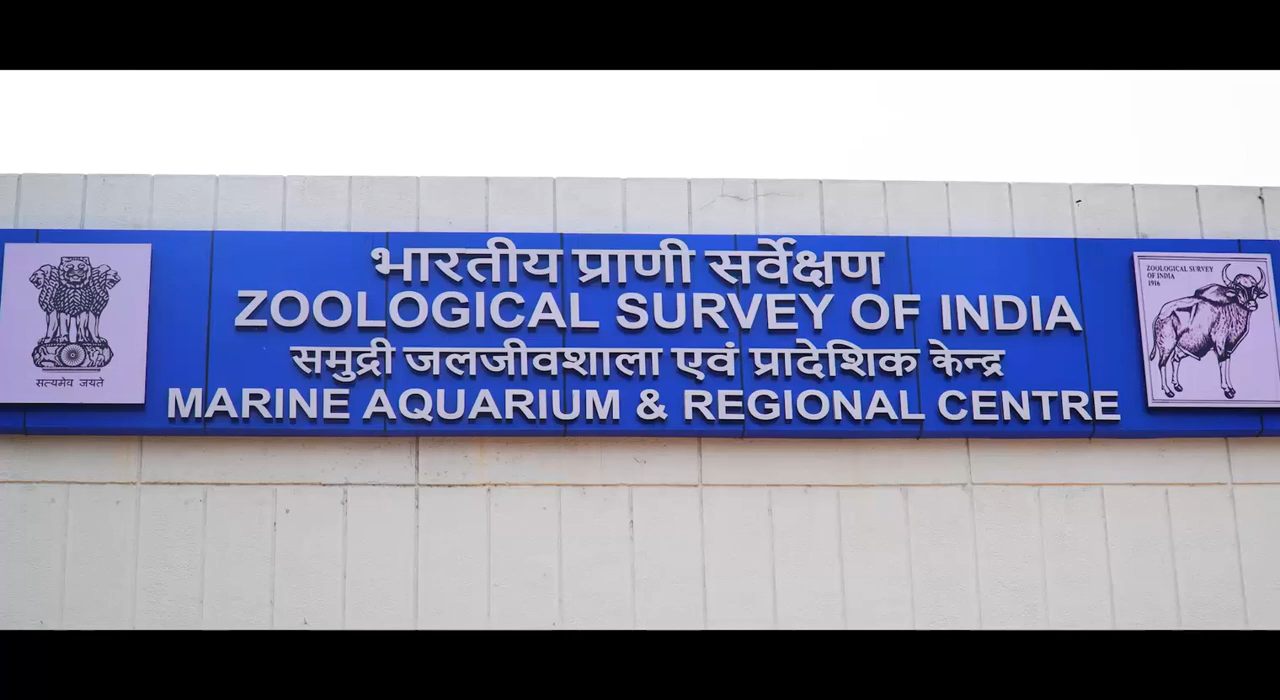 भारतीय प्राणी सर्वेक्षण
ZOOLOGICAL SURVEY OF INDIA
समुद्री जलजीवशाला एवं प्रादेशिक केन्द्र
MARINE AQUARIUM & REGIONAL CENTRE
सत्यमेव जयते
ZOOLOGICAL SURVEY
OF INDIA
1916